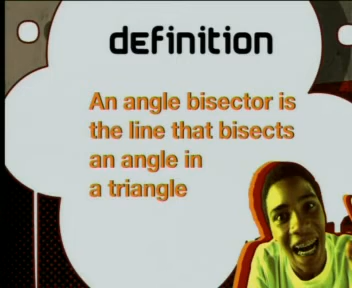 definition
An angle bisector is
the line that bisects
an angle in
a triangle